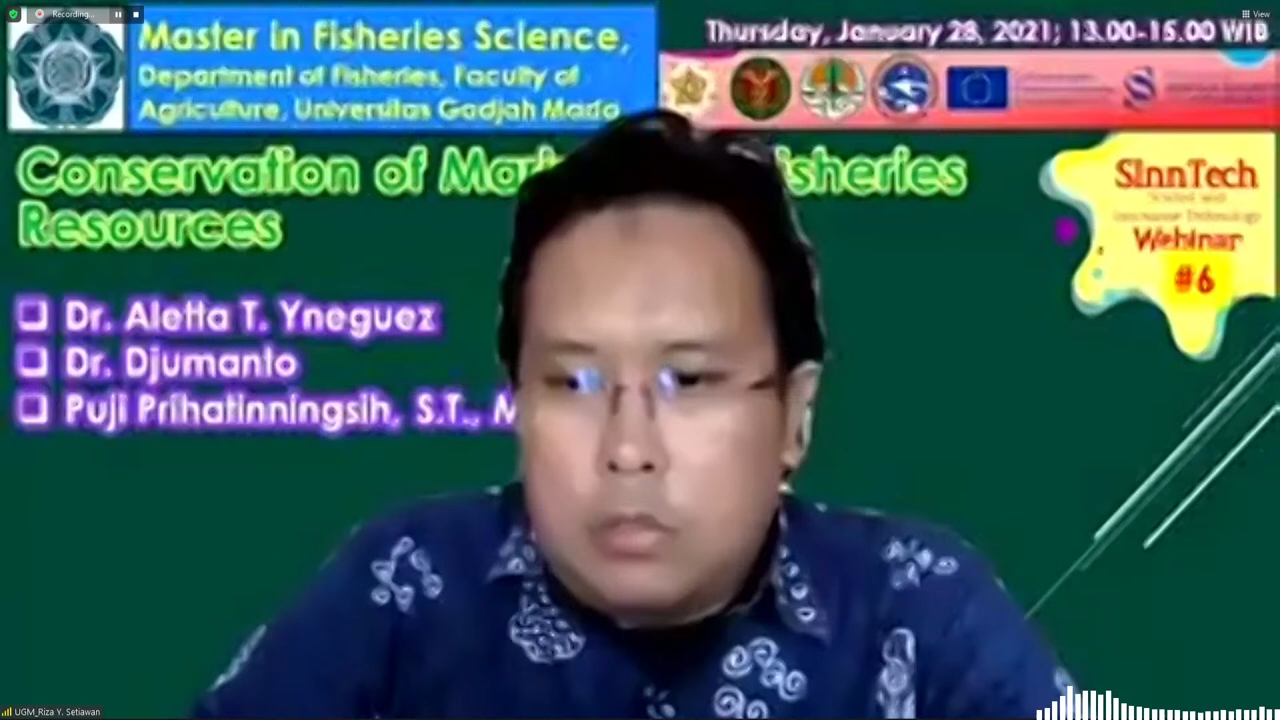 Recording...
View
Master in Fisheries Science,
Department of Fisheries, Faculty of
Agriculture, Universitas Gadjah Mada
Thursday, January 28, 2021; 13.00-15.00 WIB
Conservation of Mar isheries
Resources
SInnTech
Webinar
#6
Dr. Aletta T. Yneguez
Dr. Djumanto
Puji Prihatinningsih, S.T., M
UGM_Riza Y. Setiawan